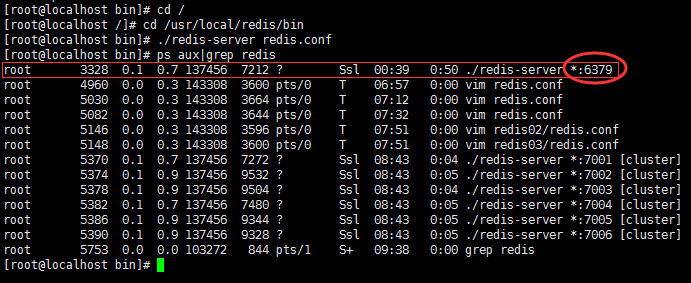 [root@localhost bin]# cd /
[root@localhost /]# cd /usr/local/redis/bin
[root@localhost bin]# ./redis-server redis.conf
[root@localhost bin]# ps aux|grep redis
root      3328  0.1  0.7 137456  7212 ?        Ssl  00:39   0:50 ./redis-server *:6379
root      4960  0.0  0.3 143308  3600 pts/0    T    06:57   0:00 vim redis.conf
root      5030  0.0  0.3 143308  3664 pts/0    T    07:12   0:00 vim redis.conf
root      5082  0.0  0.3 143308  3644 pts/0    T    07:32   0:00 vim redis.conf
root      5146  0.0  0.3 143308  3596 pts/0    T    07:51   0:00 vim redis02/redis.conf
root      5148  0.0  0.3 143308  3600 pts/0    T    07:51   0:00 vim redis03/redis.conf
root      5370  0.1  0.7 137456  7272 ?        Ssl  08:43   0:04 ./redis-server *:7001 [cluster]
root      5374  0.1  0.9 137456  9532 ?        Ssl  08:43   0:05 ./redis-server *:7002 [cluster]
root      5378  0.1  0.9 137456  9504 ?        Ssl  08:43   0:04 ./redis-server *:7003 [cluster]
root      5382  0.1  0.7 137456  7480 ?        Ssl  08:43   0:05 ./redis-server *:7004 [cluster]
root      5386  0.1  0.9 137456  9344 ?        Ssl  08:43   0:05 ./redis-server *:7005 [cluster]
root      5390  0.1  0.9 137456  9328 ?        Ssl  08:43   0:05 ./redis-server *:7006 [cluster]
root      5753  0.0  0.0 103272   844 pts/1    S+   09:38   0:00 grep redis
[root@localhost bin]#